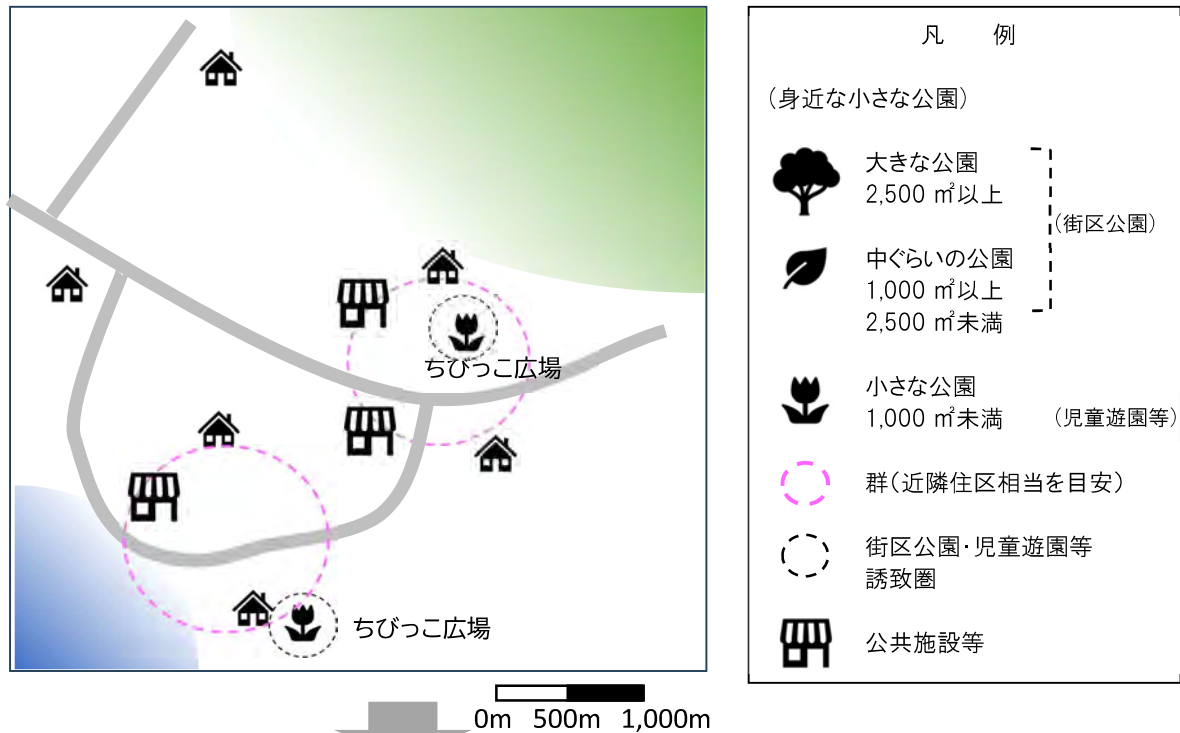 ちびっこ広場
ちびっこ広場
0m 500m 1,000m
凡 例
(身近な小さな公園)
大きな公園
2,500 ㎡以上
(街区公園)
中ぐらいの公園
1,000 ㎡以上
2,500 ㎡未満
小さな公園
1,000 ㎡未満 (児童遊園等)
群(近隣住区相当を目安)
街区公園・児童遊園等
誘致圏
公共施設等